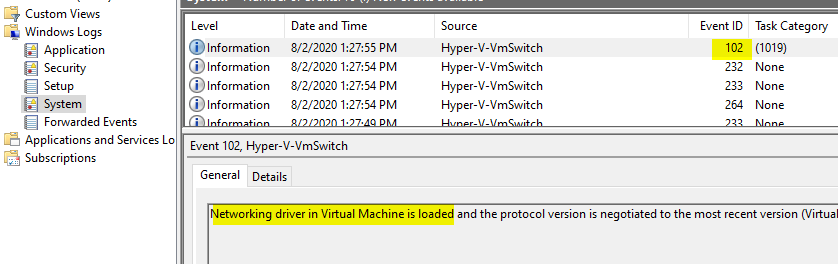 Custom Views
Windows Logs
Application
Security
Setup
System
Forwarded Events
Applications and Services Lo
Subscriptions
Level Date and Time Source Event ID Task Category
Information 8/2/2020 1:27:55 PM Hyper-V-VmSwitch 102 (1019)
Information 8/2/2020 1:27:54 PM Hyper-V-VmSwitch 232 None
Information 8/2/2020 1:27:54 PM Hyper-V-VmSwitch 233 None
Information 8/2/2020 1:27:54 PM Hyper-V-VmSwitch 264 None
Information 8/2/2020 1:27:49 PM Hyper-V-VmSwitch 233 None
Event 102, Hyper-V-VmSwitch
General Details
Networking driver in Virtual Machine is loaded and the protocol version is negotiated to the most recent version (Virtual